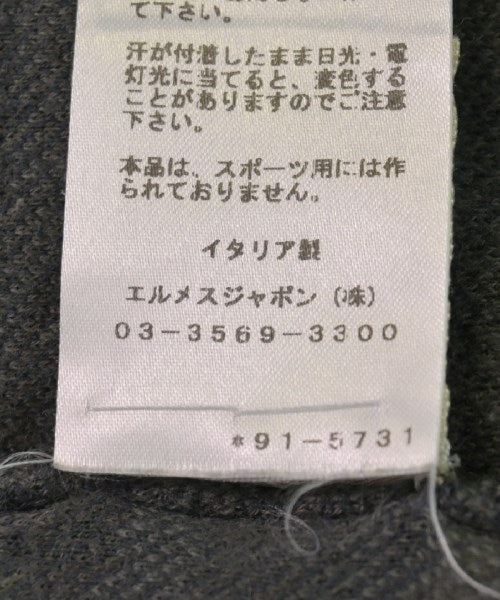 て下さい。
汗が付着したまま日光・電
灯光に当てると、変色する
ことがありますのでご注意
下さい。
本品は、スポーツ用には作
られておりません。
イタリア製
エルメスジャポン(株)
03-3569-3300
*91-5731